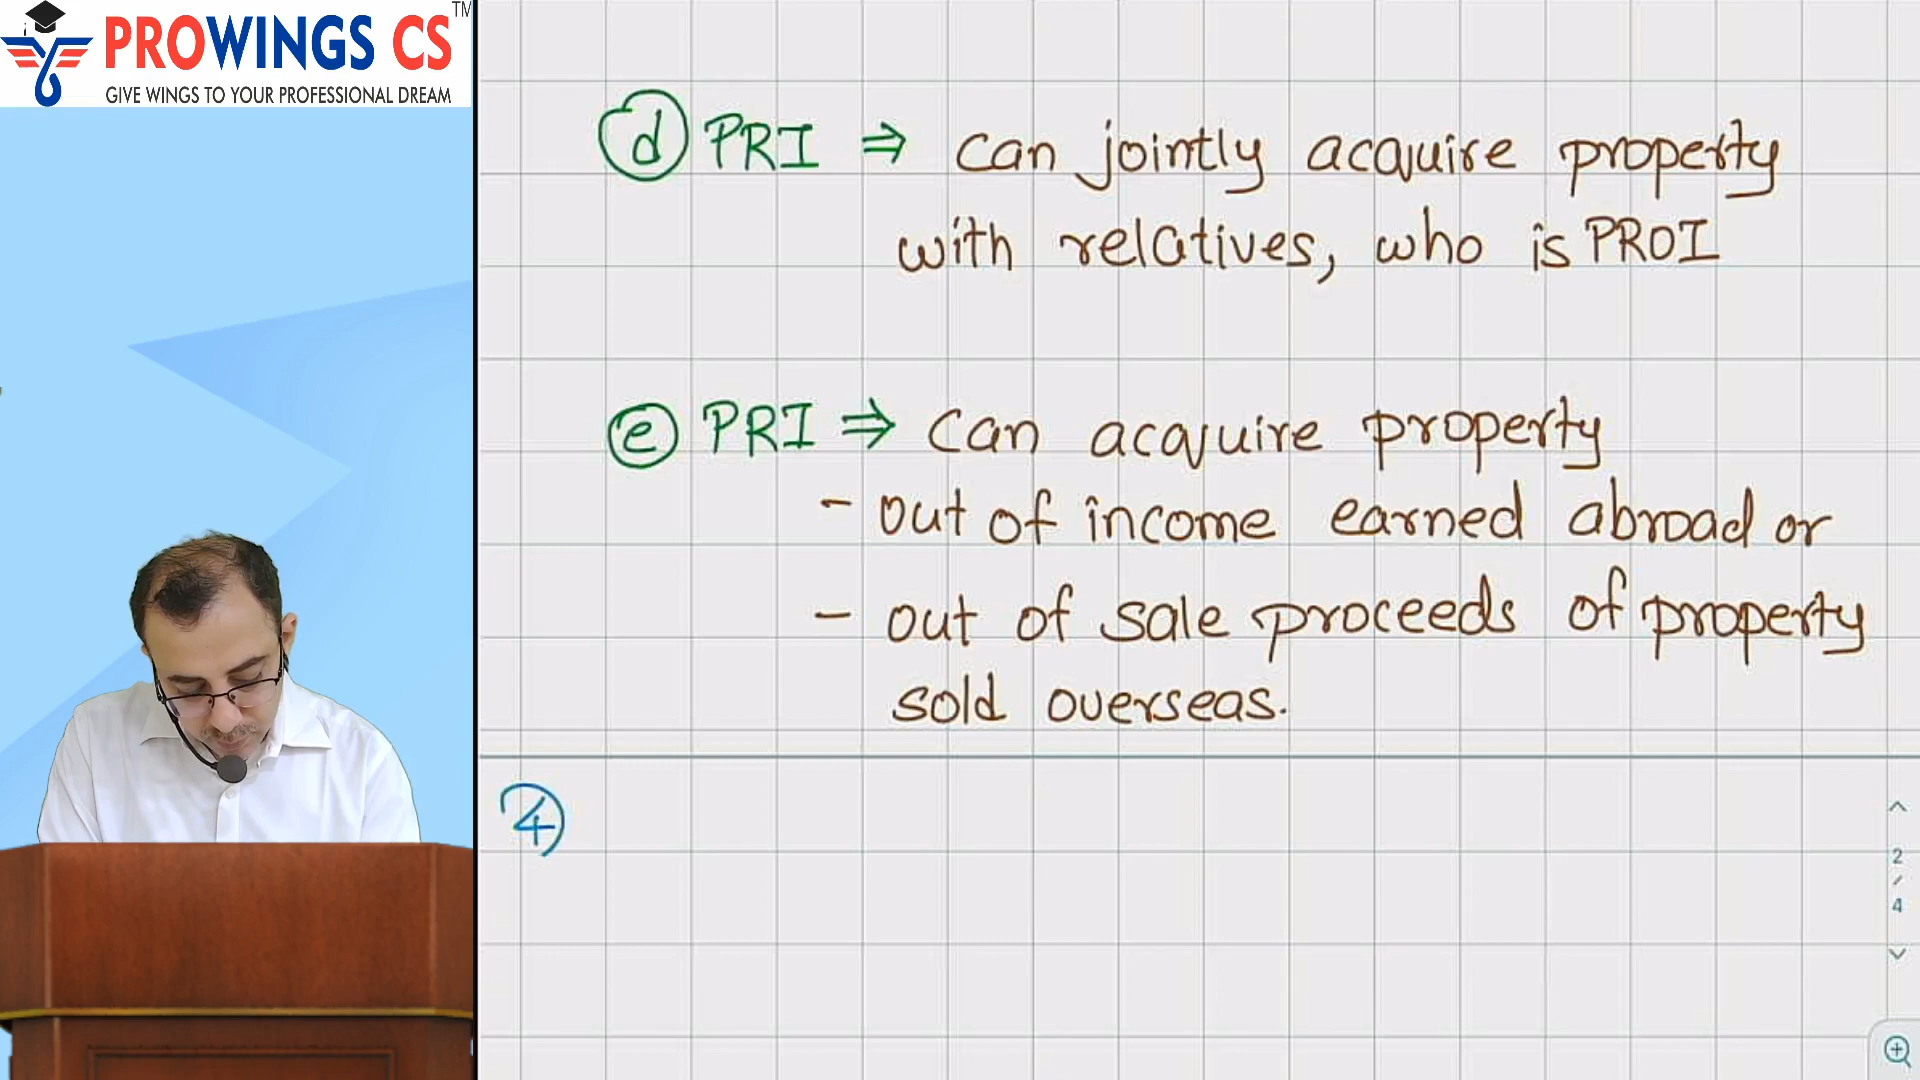 PROWINGS CS™
GIVE WINGS TO YOUR PROFESSIONAL DREAM
(d) PRI ⇒ can jointly acquire property
with relatives, who is PROI
(e) PRI ⇒ can acquire property
- out of income earned abroad or
- out of sale proceeds of property
sold overseas.
(4)
2
/
4